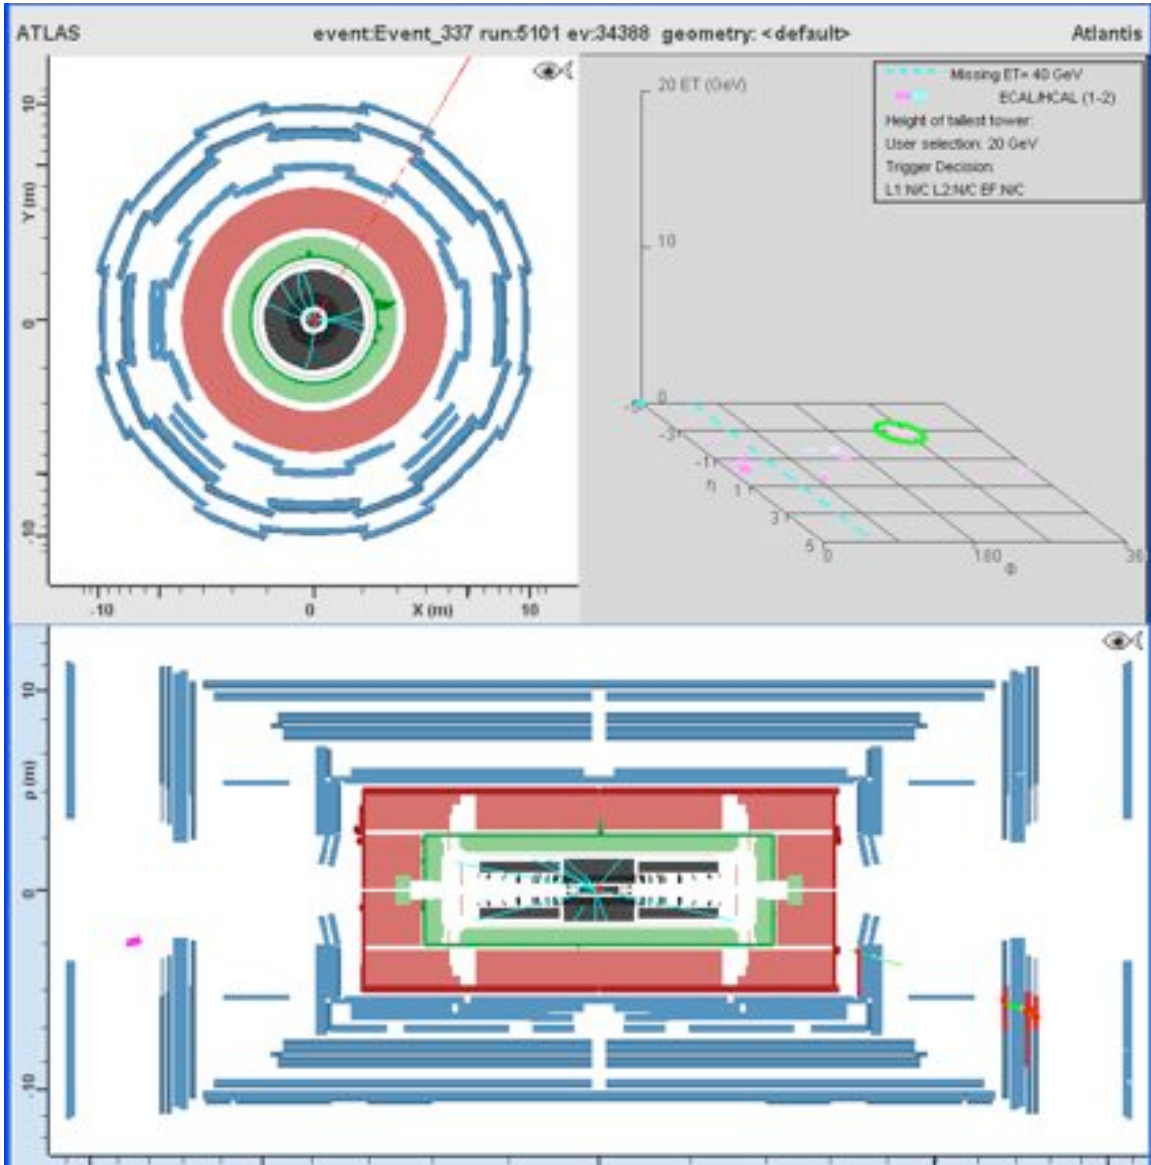 ATLAS event:Event_337 run:5101 ev:34388 geometry: <default> Atlantis
Missing ET= 40 GeV
ECAL/HCAL (1-2)
Height of tallest tower:
User selection: 20 GeV
Trigger Decision:
L1:N/C L2:N/C EF:N/C
20 ET (GeV)
10
0
-5
-3
-1
η 1
3
5
0 180 36
Φ
10
Y (m)
0
-10
-10 0 X (m) 10
10
ρ (m)
0
-10